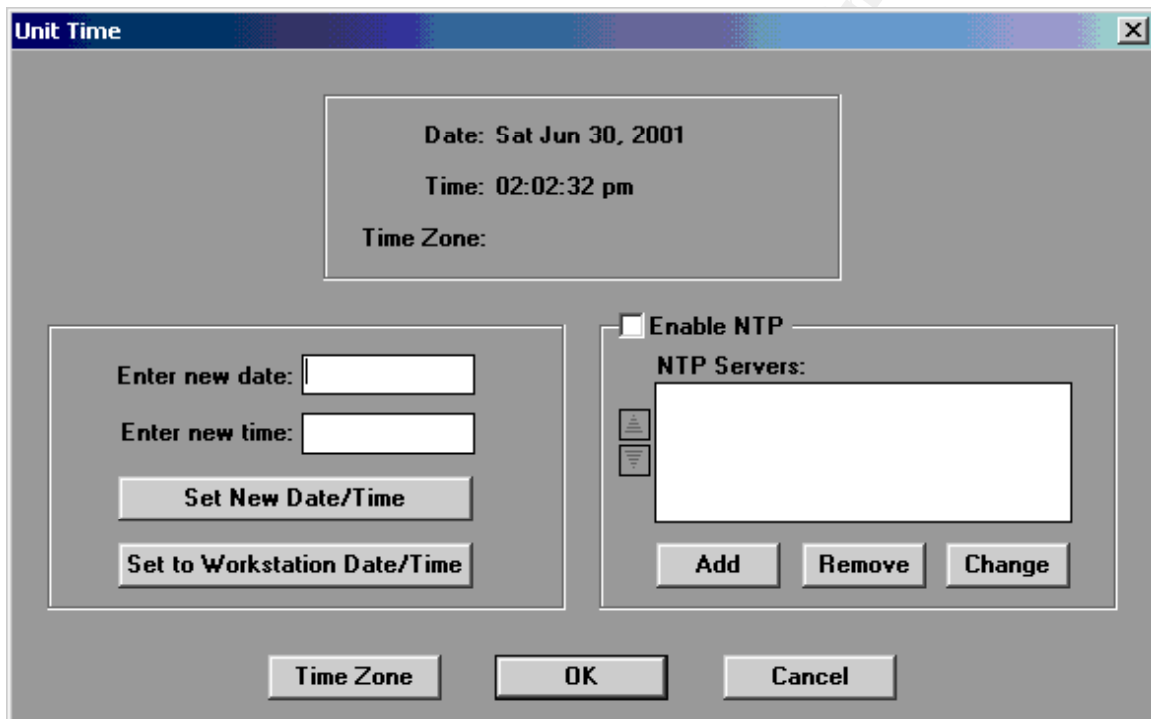 Unit Time
Date: Sat Jun 30, 2001
Time: 02:02:32 pm
Time Zone:
Enter new date:
Enter new time:
Set New Date/Time
Set to Workstation Date/Time
Enable NTP
NTP Servers:
Add
Remove
Change
Time Zone
OK
Cancel